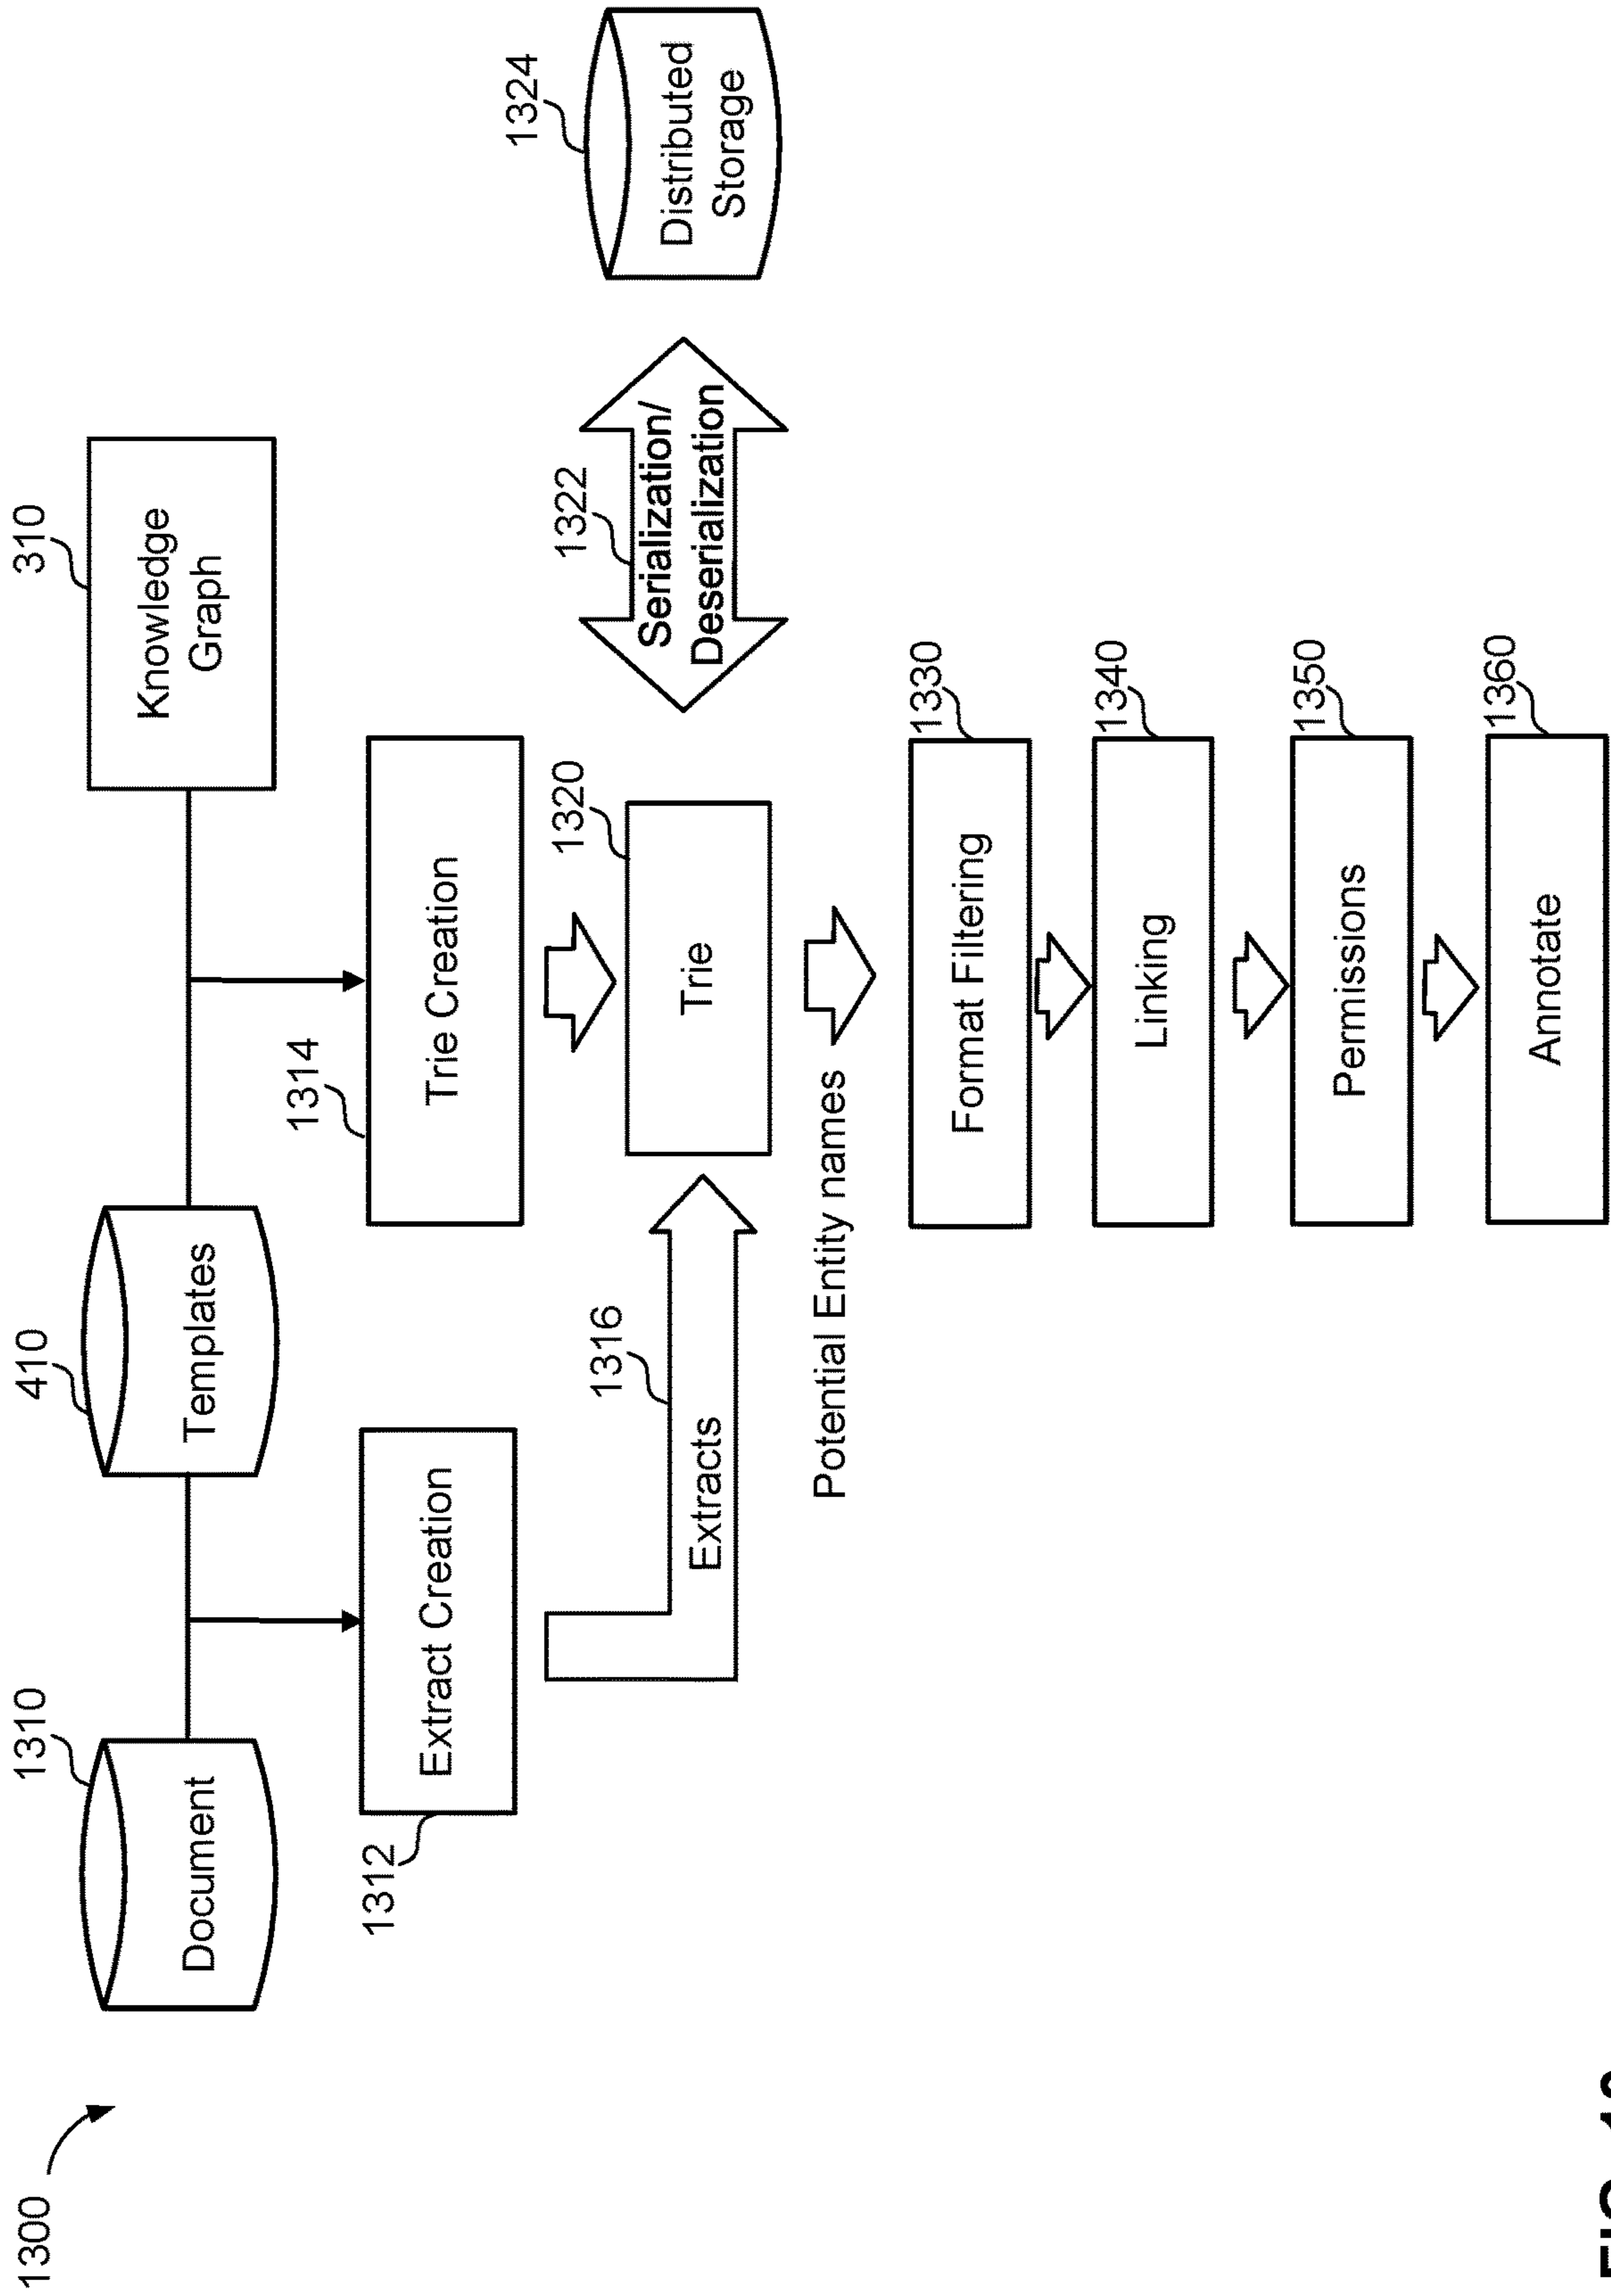 1300
1310
410
310
Document
Templates
Knowledge
Graph
1312
Extract Creation
1314
Trie Creation
1324
Distributed
Storage
1316
Extracts
1320
Trie
1322
Serialization/
Deserialization
Potential Entity names
Format Filtering
1330
Linking
1340
Permissions
1350
Annotate
1360
FIG.